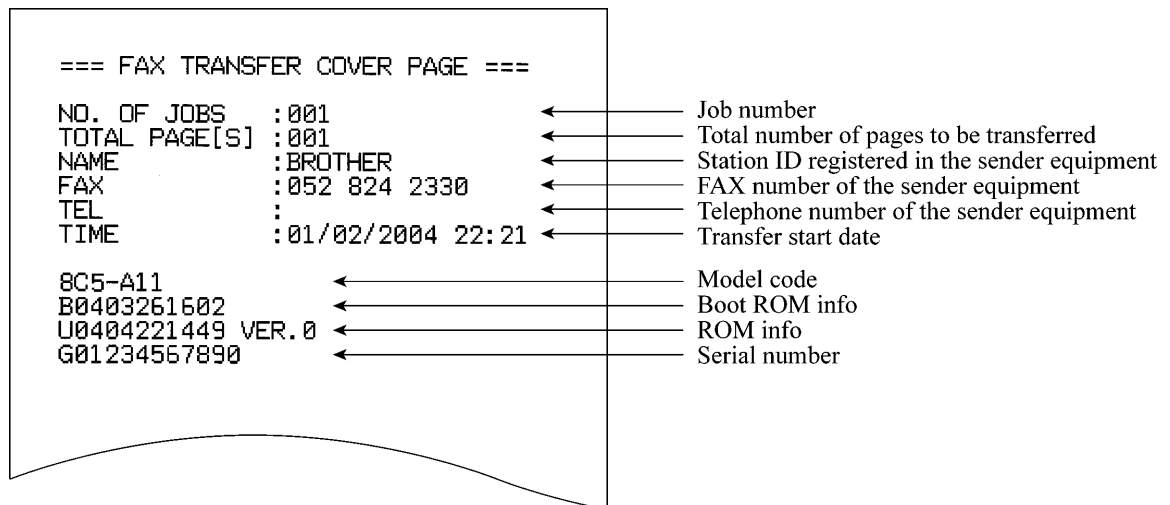 === FAX TRANSFER COVER PAGE ===
NO. OF JOBS :001 Job number
TOTAL PAGE[S] :001 Total number of pages to be transferred
NAME :BROTHER Station ID registered in the sender equipment
FAX :052 824 2330 FAX number of the sender equipment
TEL : Telephone number of the sender equipment
TIME :01/02/2004 22:21 Transfer start date
8C5-A11 Model code
B0403261602 Boot ROM info
U0404221449 VER.0 ROM info
G01234567890 Serial number